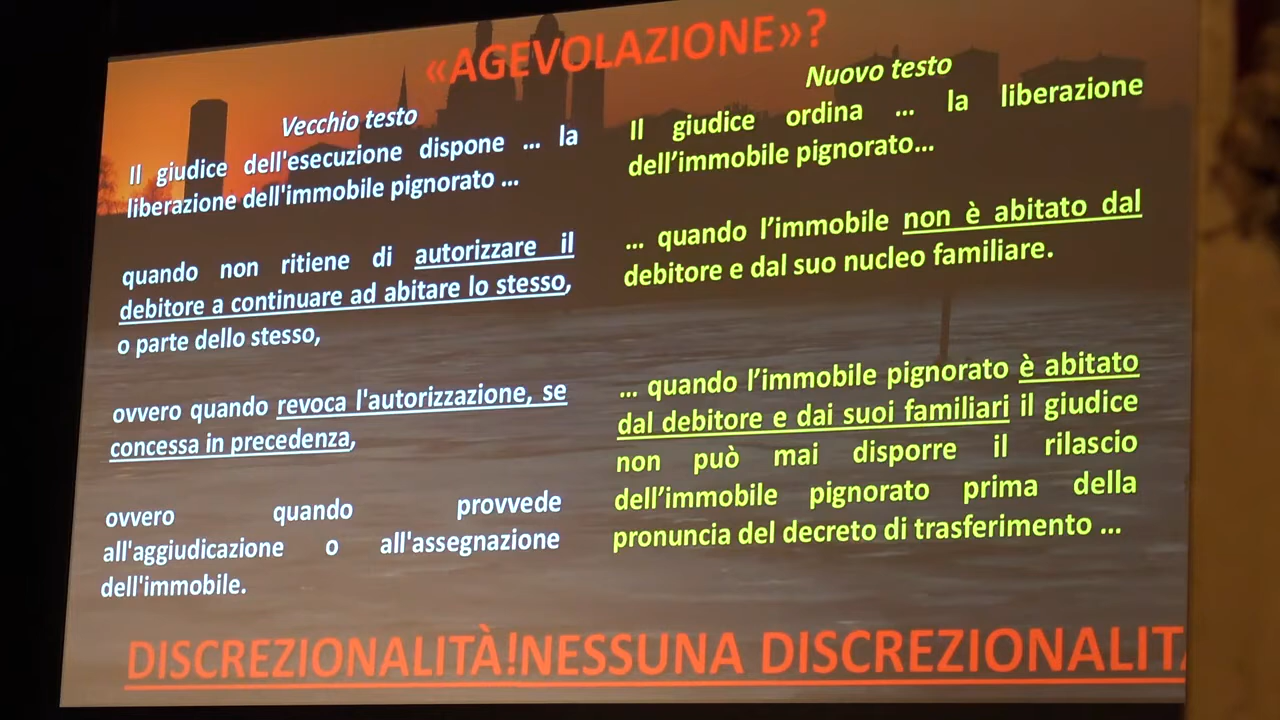 «AGEVOLAZIONE»?
Vecchio testo
Il giudice dell'esecuzione dispone ... la
liberazione dell'immobile pignorato ...
quando non ritiene di autorizzare il
debitore a continuare ad abitare lo stesso,
o parte dello stesso,
ovvero quando revoca l'autorizzazione, se
concessa in precedenza,
ovvero quando provvede
all'aggiudicazione o all'assegnazione
dell'immobile.
Nuovo testo
Il giudice ordina ... la liberazione
dell’immobile pignorato...
... quando l’immobile non è abitato dal
debitore e dal suo nucleo familiare.
... quando l’immobile pignorato è abitato
dal debitore e dai suoi familiari il giudice
non può mai disporre il rilascio
dell’immobile pignorato prima della
pronuncia del decreto di trasferimento ...
DISCREZIONALITÀ!NESSUNA DISCREZIONALIT